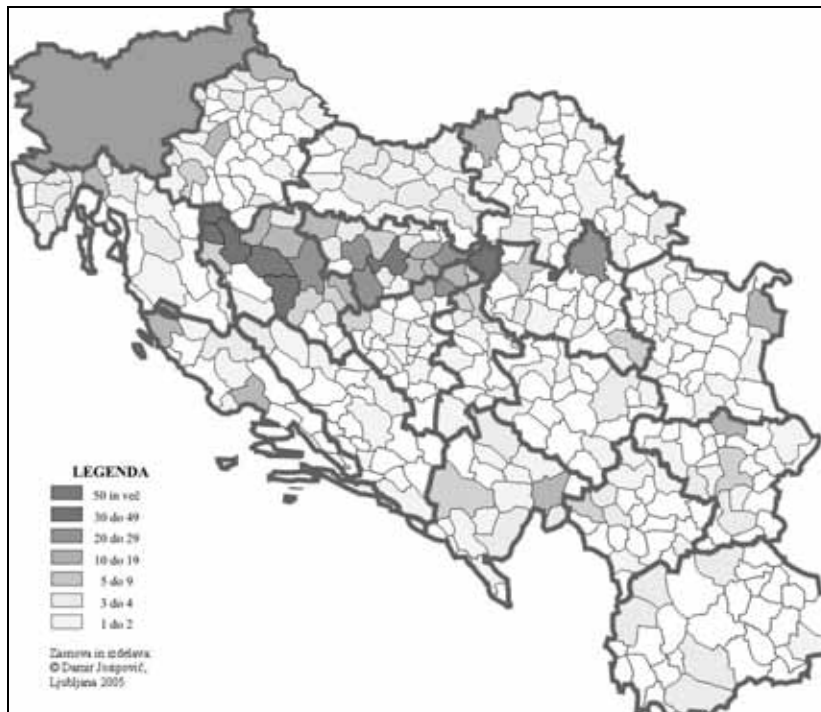 LEGENDA
50 in več
30 do 49
20 do 29
10 do 19
5 do 9
3 do 4
1 do 2
Zasnova in izdelava:
© Damir Josipovič,
Ljubljana 2005